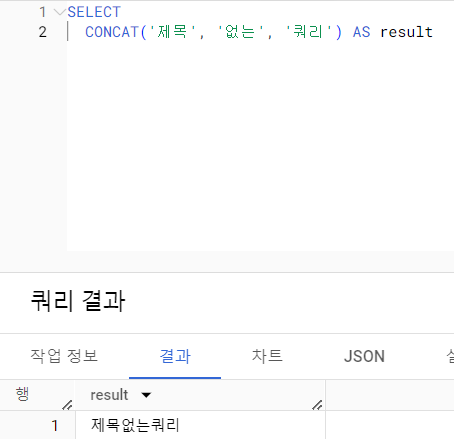 1 SELECT
2 CONCAT('제목', '없는', '쿼리') AS result
쿼리 결과
작업 정보 결과 차트 JSON
행 result
1 제목없는쿼리